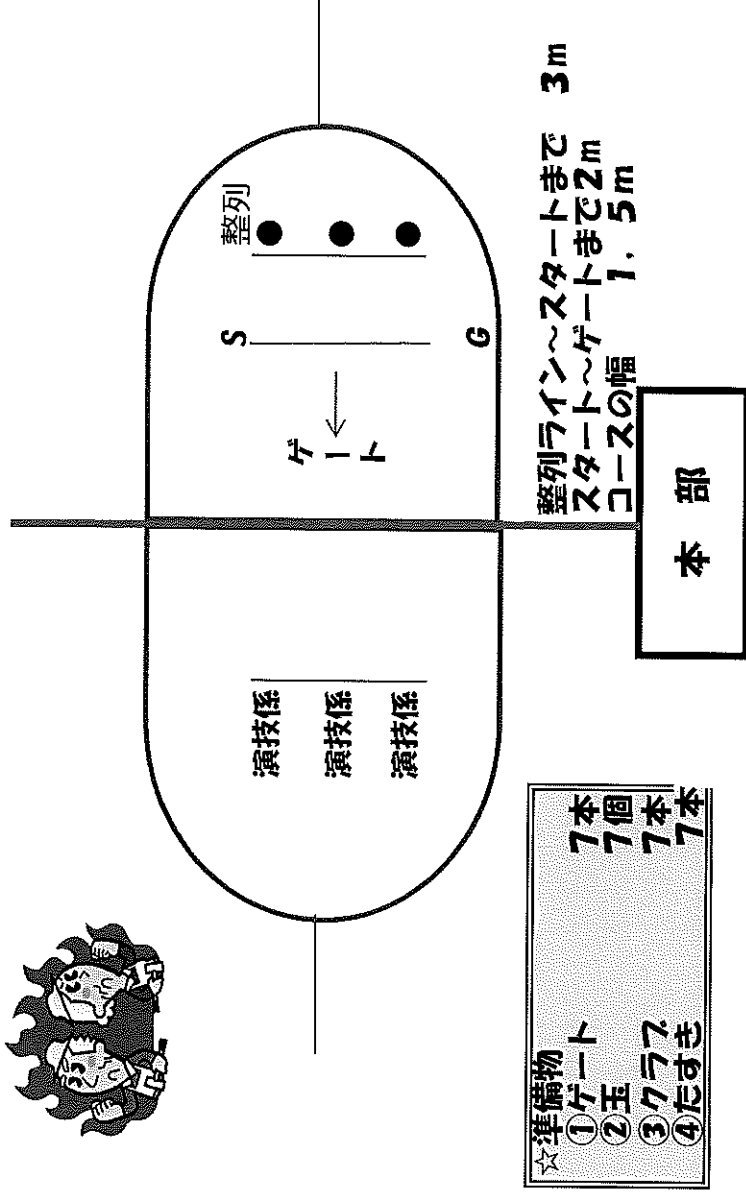 整列
S
G
ゲート
演技係
演技係
演技係
整列ライン～スタートまで 3m
スタート～ゲートまで2m
コースの幅 1.5m
本 部
☆準備物
①ゲート 7本
②玉 7個
③クラブ 7本
④たすき 7本